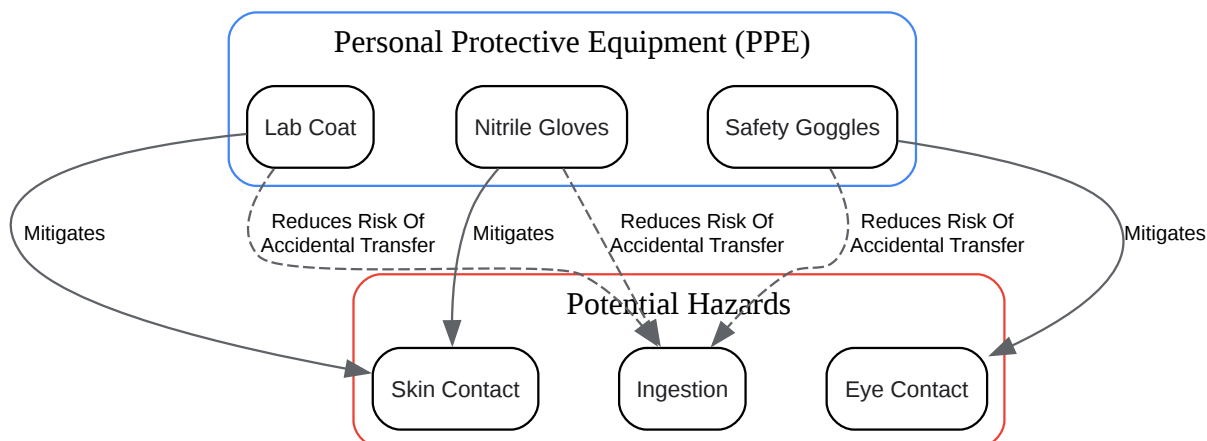 Personal Protective Equipment (PPE)
Lab Coat
Nitrile Gloves
Safety Goggles
Mitigates
Reduces Risk Of
Accidental Transfer
Mitigates
Reduces Risk Of
Accidental Transfer
Reduces Risk Of
Accidental Transfer
Mitigates
Potential Hazards
Skin Contact
Ingestion
Eye Contact